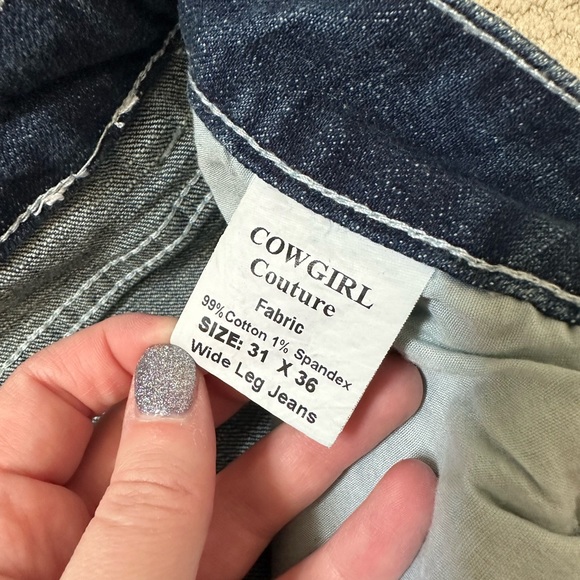 COWGIRL
Couture
Fabric
99% Cotton 1% Spandex
SIZE: 31 X 36
Wide Leg Jeans